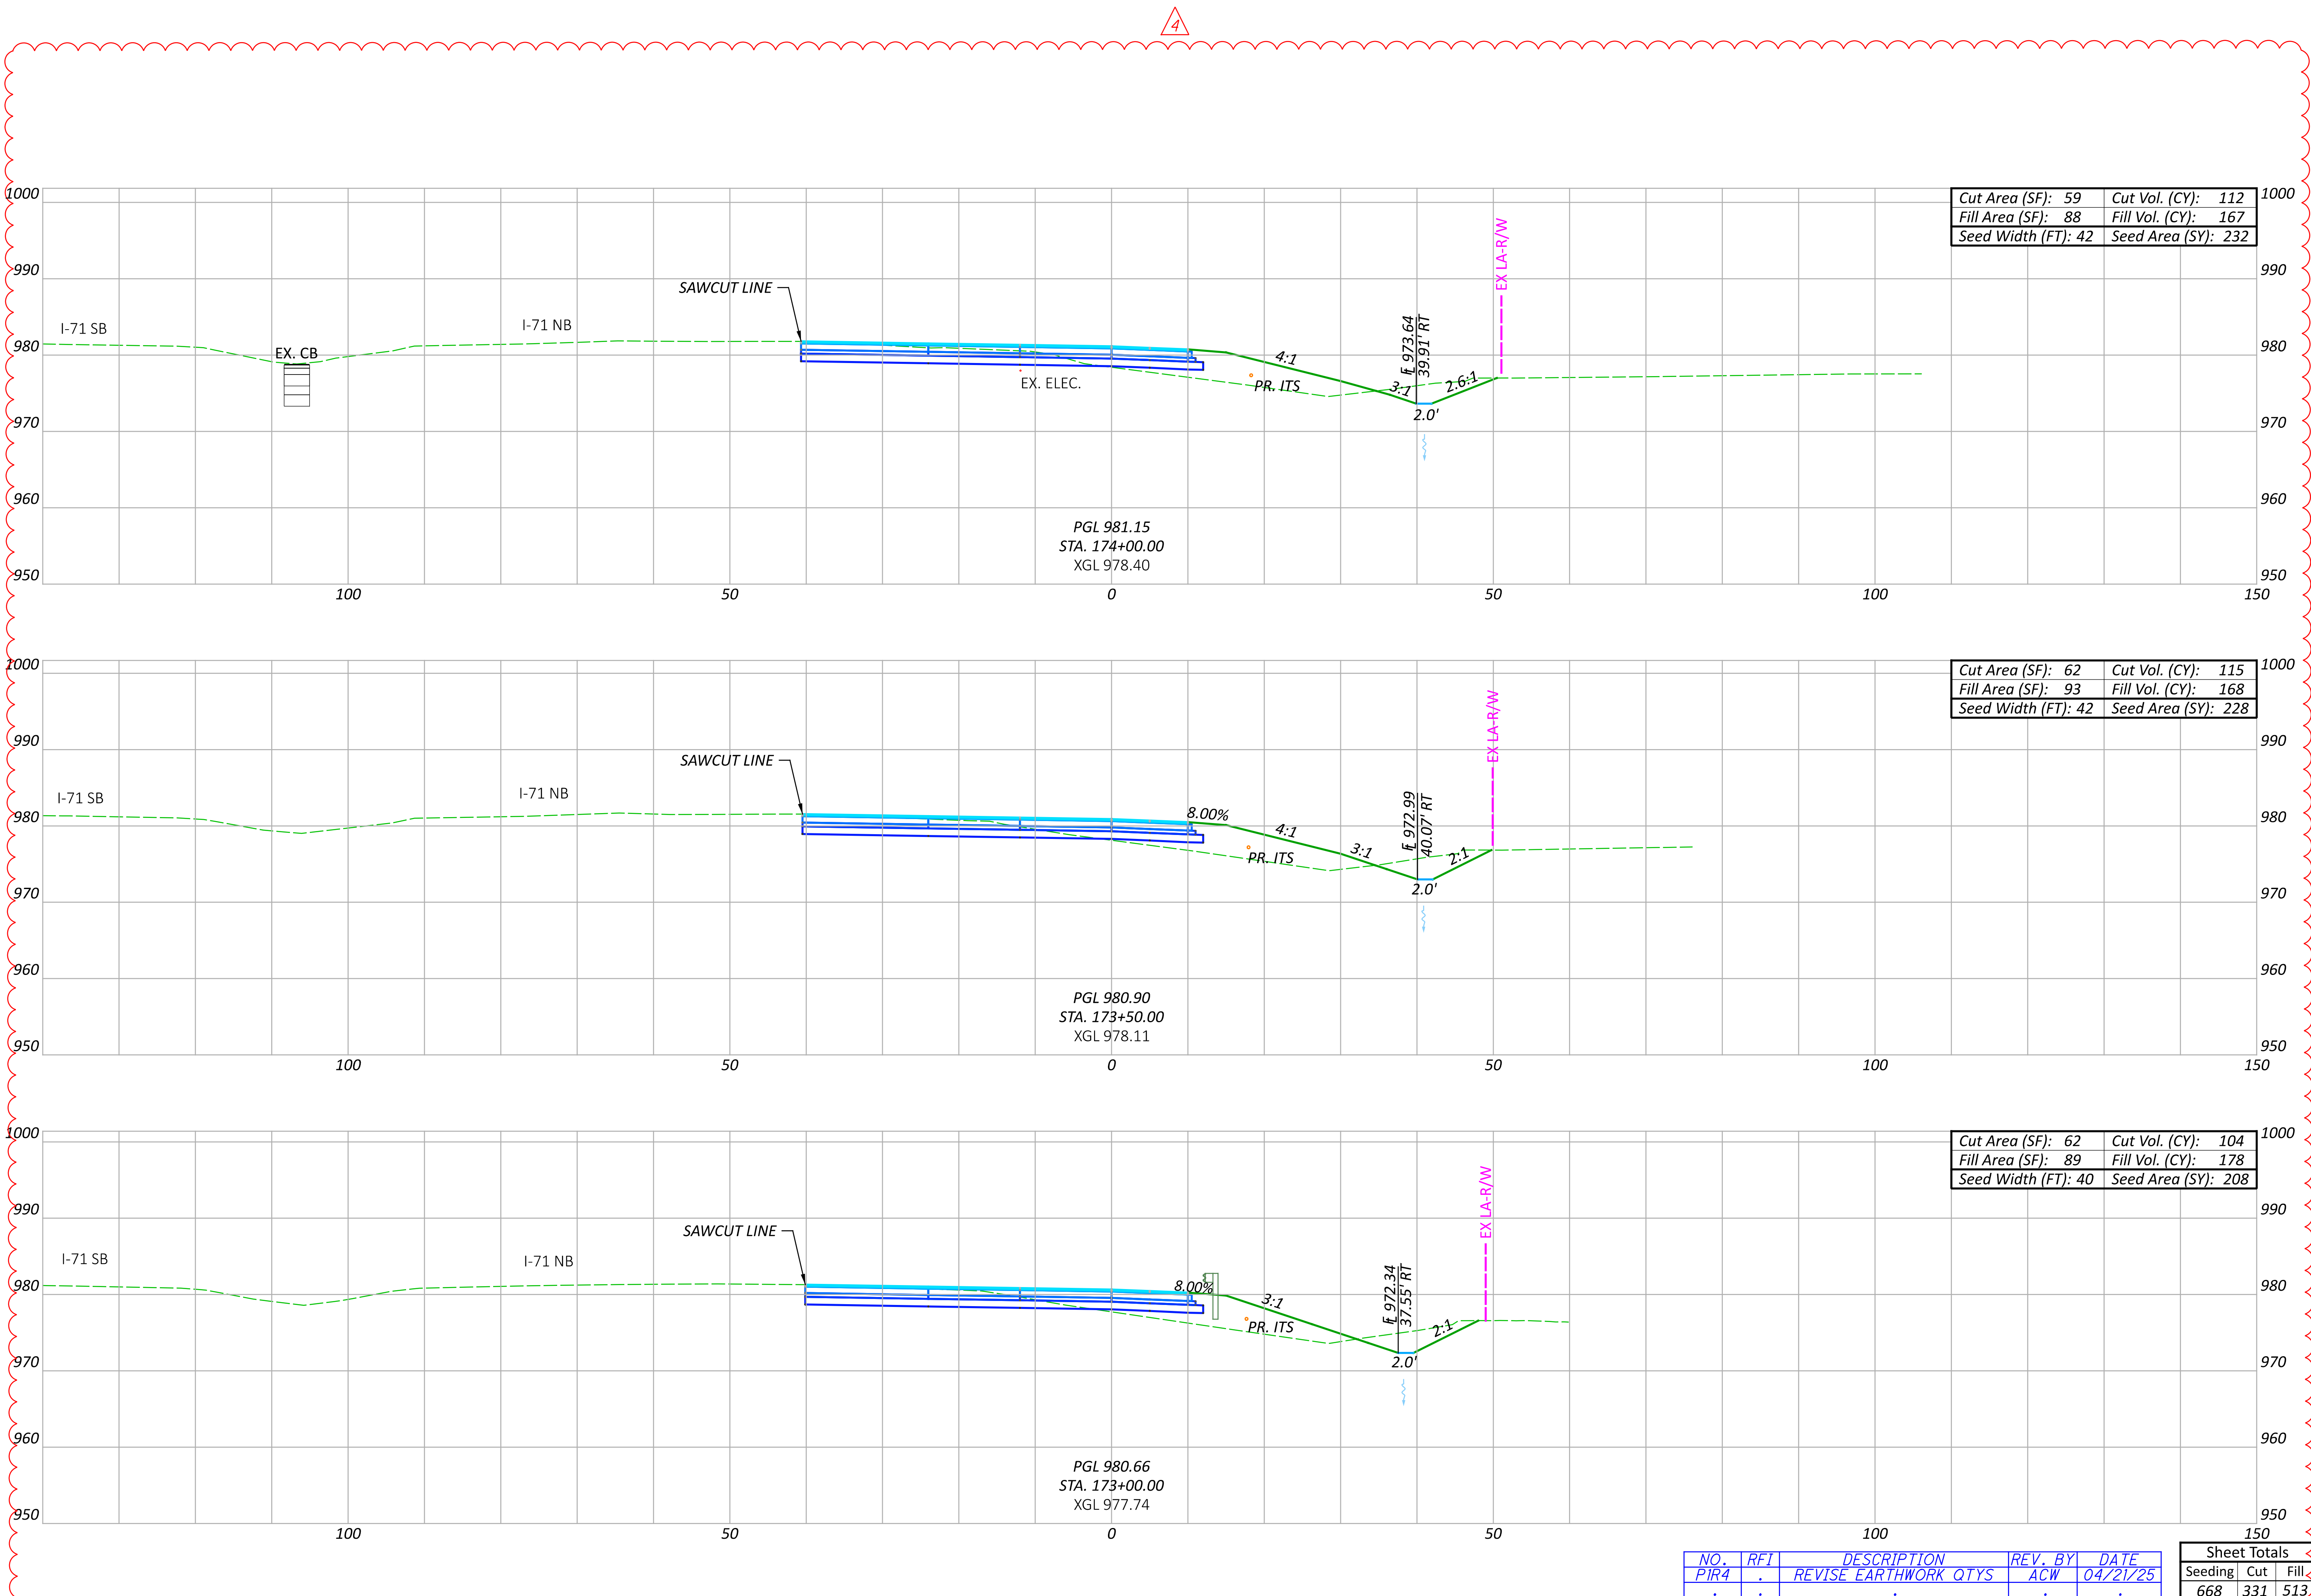 4
1000
Cut Area (SF): 59 Cut Vol. (CY): 112
1000
Fill Area (SF): 88 Fill Vol. (CY): 167
Seed Width (FT): 42 Seed Area (SY): 232
EX LA-R/W
990
990
SAWCUT LINE
I-71 SB
I-71 NB
980
EX. CB
4:1
℄ 973.64
39.91' RT
980
EX. ELEC.
PR. ITS
3:1
2.6:1
2.0'
970
970
960
960
PGL 981.15
STA. 174+00.00
XGL 978.40
950
950
100 50 0 50 100 150
1000
Cut Area (SF): 62 Cut Vol. (CY): 115
1000
Fill Area (SF): 93 Fill Vol. (CY): 168
Seed Width (FT): 42 Seed Area (SY): 228
EX LA-R/W
990
990
SAWCUT LINE
I-71 SB
I-71 NB
980
8.00%
4:1
972.99
40.07' RT
980
PR. ITS
3:1
2:1
2.0'
970
970
960
960
PGL 980.90
STA. 173+50.00
XGL 978.11
950
950
100 50 0 50 100 150
1000
Cut Area (SF): 62 Cut Vol. (CY): 104
1000
Fill Area (SF): 89 Fill Vol. (CY): 178
Seed Width (FT): 40 Seed Area (SY): 208
EX LA-R/W
990
990
SAWCUT LINE
I-71 SB
I-71 NB
980
8.00%
3:1
972.34
37.55' RT
980
PR. ITS
2:1
2.0'
970
970
960
960
PGL 980.66
STA. 173+00.00
XGL 977.74
950
950
100 50 0 50 100 150
NO. RFI DESCRIPTION REV. BY DATE
P1R4 . REVISE EARTHWORK QTYS ACW 04/21/25
. . . . .
Sheet Totals
Seeding Cut Fill
668 331 513